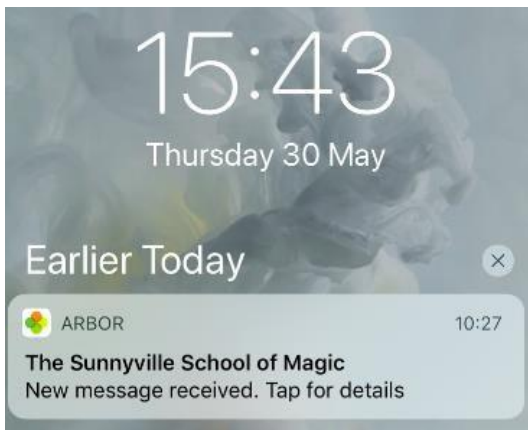 15:43
Thursday 30 May
Earlier Today
ARBOR 10:27
The Sunnyville School of Magic
New message received. Tap for details